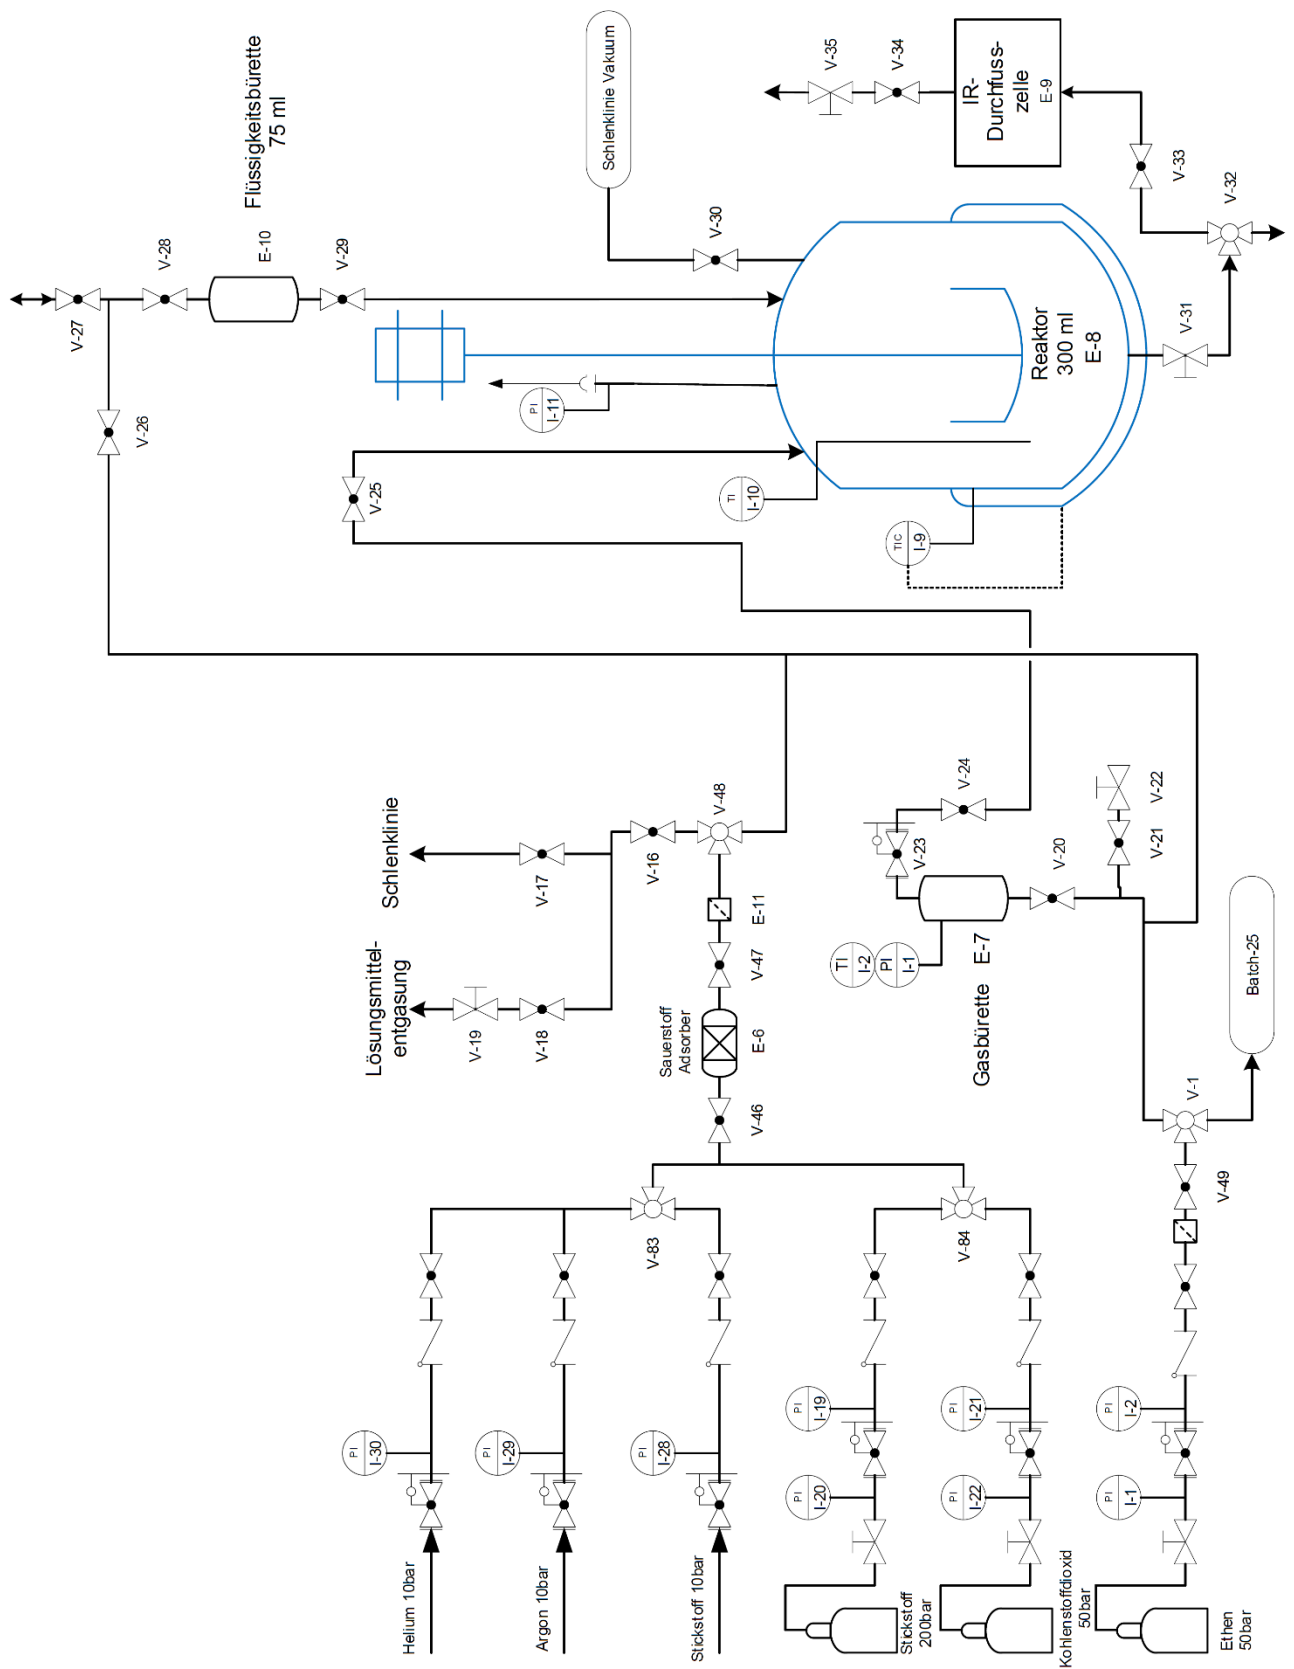 Helium 10bar
Argon 10bar
Stickstoff 10bar
Stickstoff
200bar
Kohlenstoffdioxid
50bar
Ethen
50bar
PI
I-30
PI
I-29
PI
I-28
PI
I-20
PI
I-19
PI
I-22
PI
I-21
PI
I-1
PI
I-2
V-83
V-84
V-49
V-1
Batch-25
V-46
Sauerstoff
Adsorber
E-6
V-47
E-11
V-48
V-16
V-17
V-18
V-19
Lösungsmittel-
entgasung
Schlenklinie
Gasbürette E-7
TI
I-2
PI
I-1
V-20
V-21
V-22
V-23
V-24
V-25
V-26
V-27
V-28
E-10
V-29
Flüssigkeitsbürette
75 ml
TIC
I-9
TI
I-10
PI
I-11
Reaktor
300 ml
E-8
V-30
Schlenklinie Vakuum
V-31
V-32
V-33
IR-
Durchfuss-
zelle
E-9
V-34
V-35